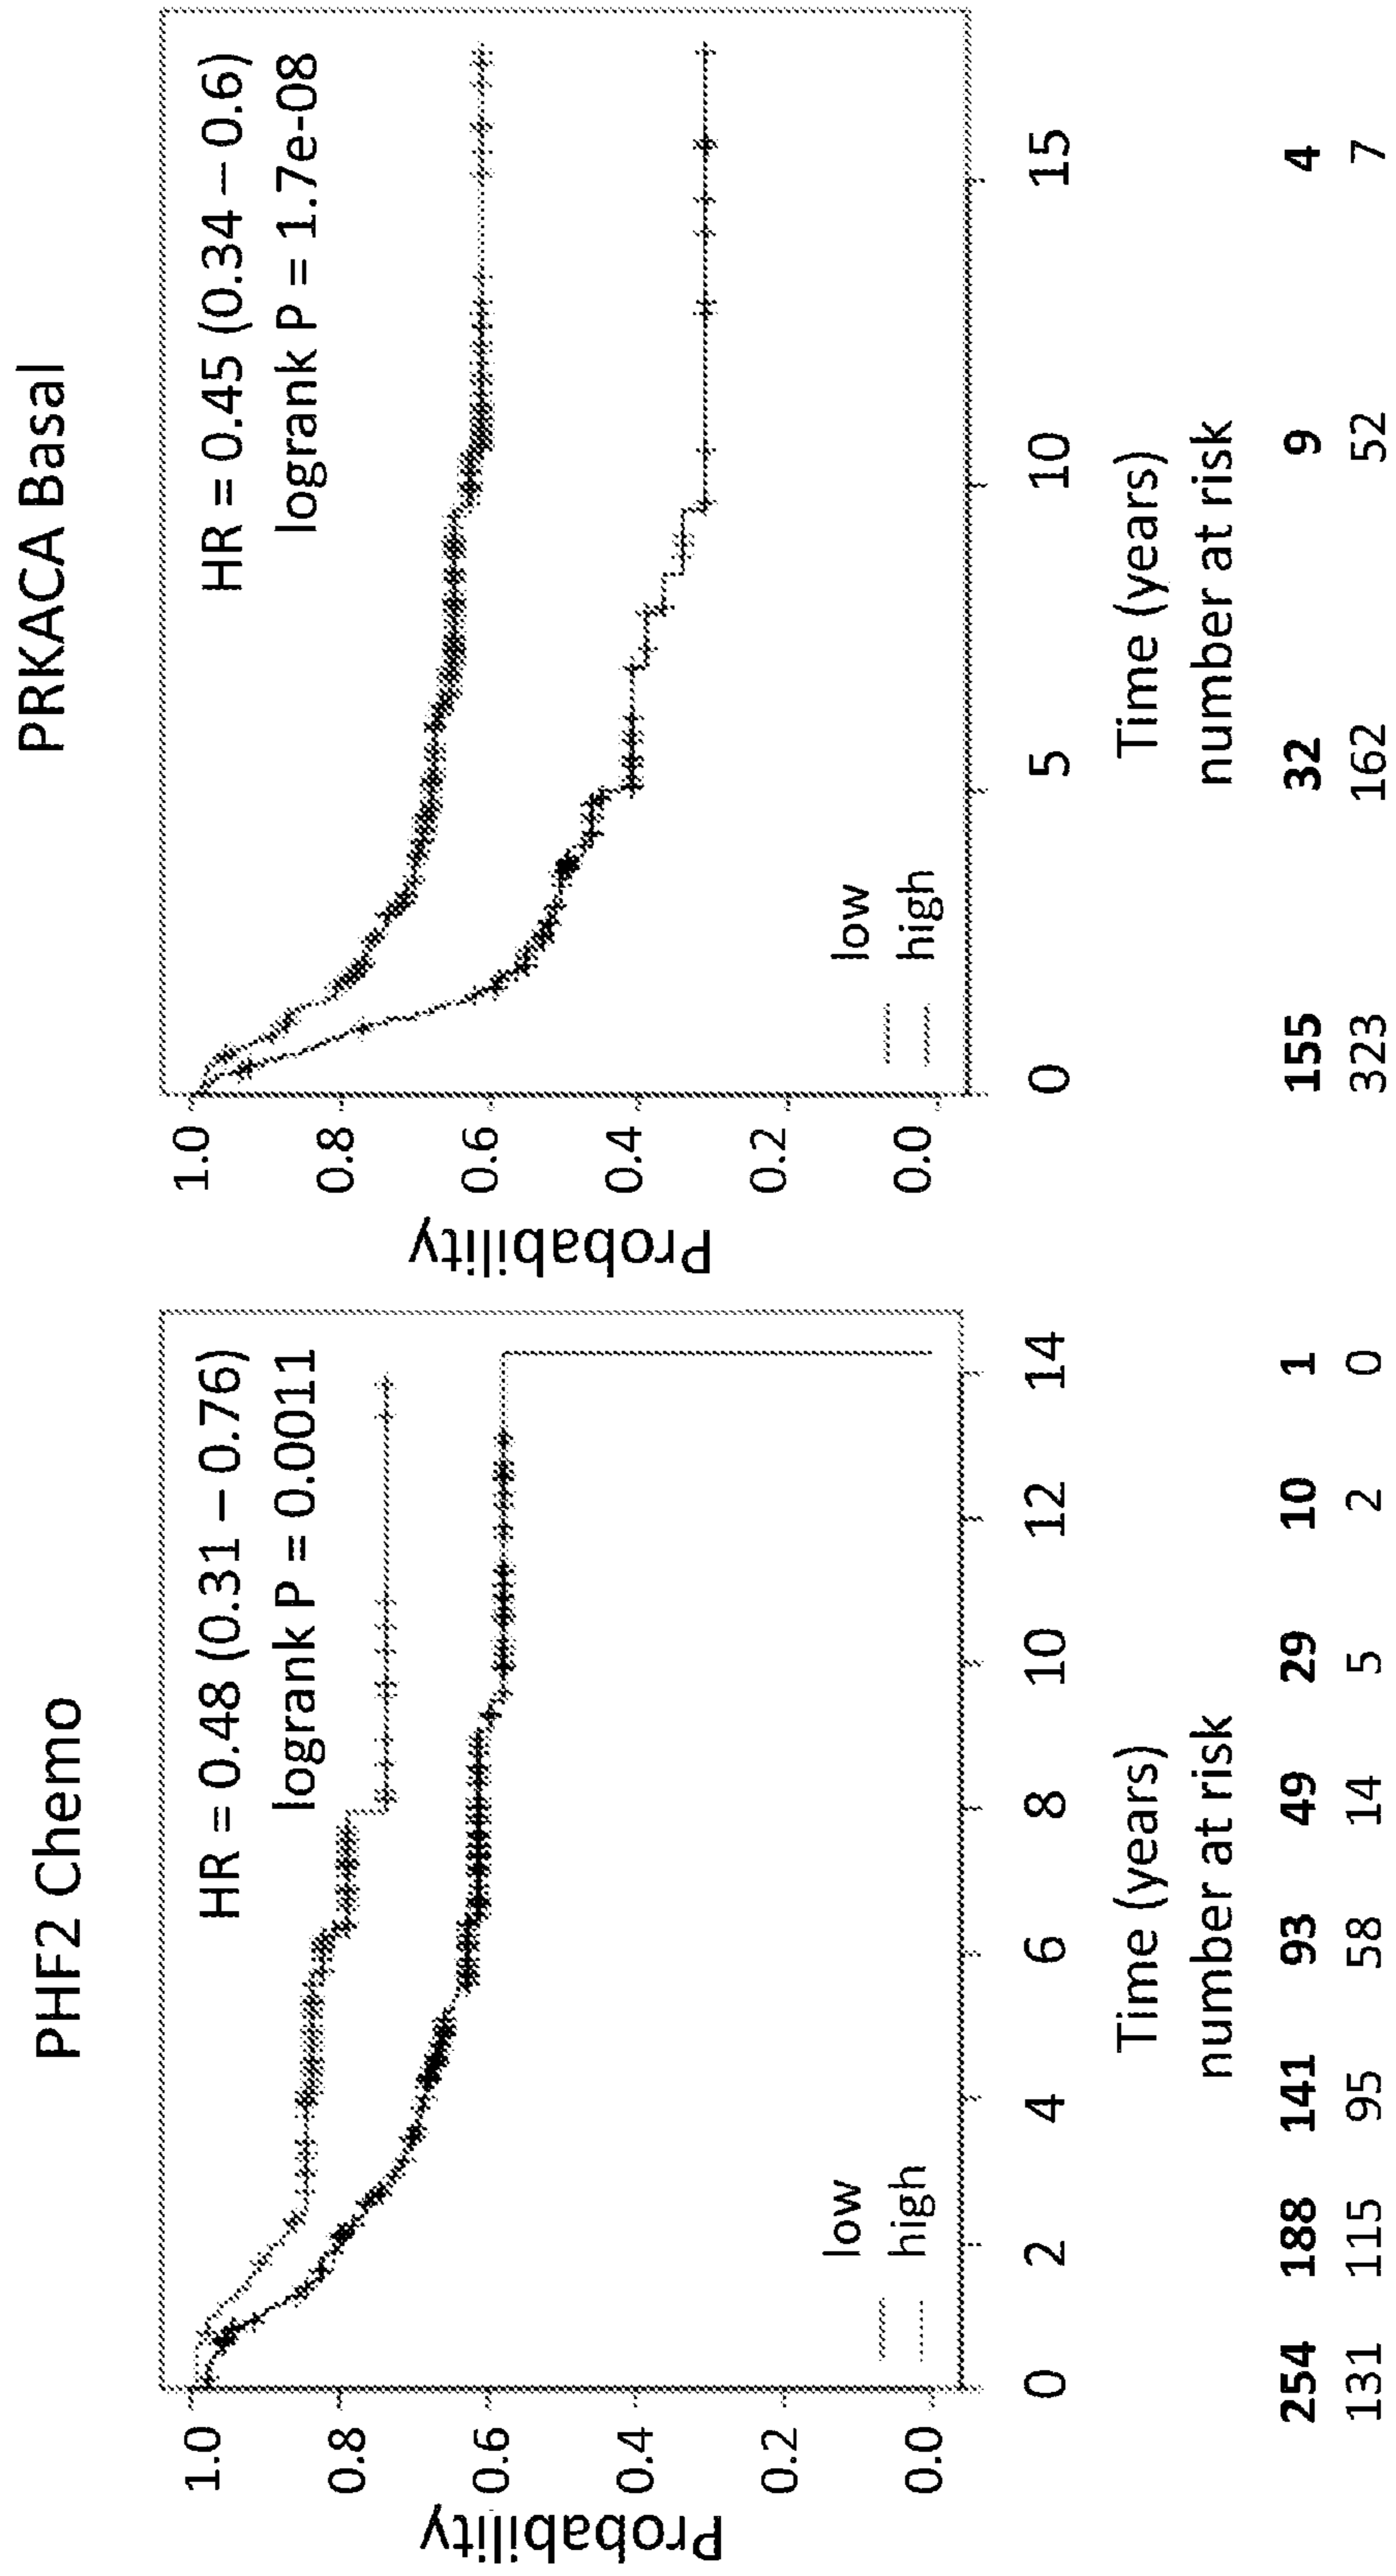 PHF2 Chemo
HR = 0.48 (0.31 – 0.76)
logrank P = 0.0011
Probability
1.0
0.8
0.6
0.4
0.2
0.0
low
high
0 2 4 6 8 10 12 14
Time (years)
number at risk
254 188 141 93 49 29 10 1
131 115 95 58 14 5 2 0
PRKACA Basal
HR = 0.45 (0.34 – 0.6)
logrank P = 1.7e-08
Probability
1.0
0.8
0.6
0.4
0.2
0.0
low
high
0 5 10 15
Time (years)
number at risk
155 32 9 4
323 162 52 7